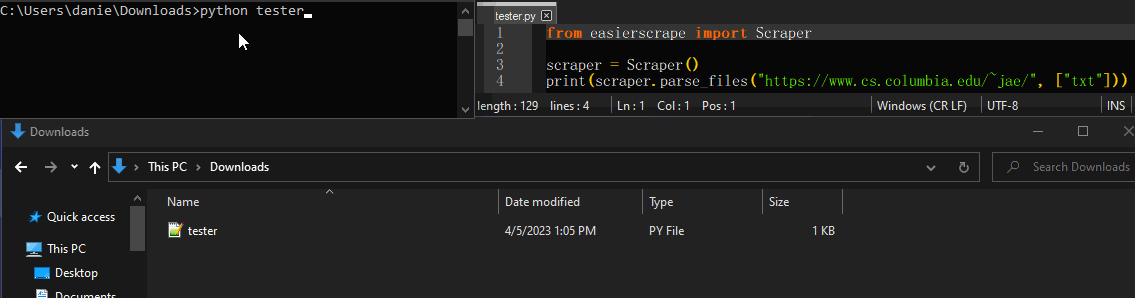 C:\Users\danie\Downloads>python tester
tester.py
1 from easierscrape import Scraper
2
3 scraper = Scraper()
4 print(scraper.parse_files("https://www.cs.columbia.edu/~jae/", ["txt"]))
length : 129 lines : 4 Ln : 1 Col : 1 Pos : 1 Windows (CR LF) UTF-8 INS
Downloads
This PC > Downloads
Search Downloads
Name Date modified Type Size
Quick access
tester 4/5/2023 1:05 PM PY File 1 KB
This PC
Desktop
Documents